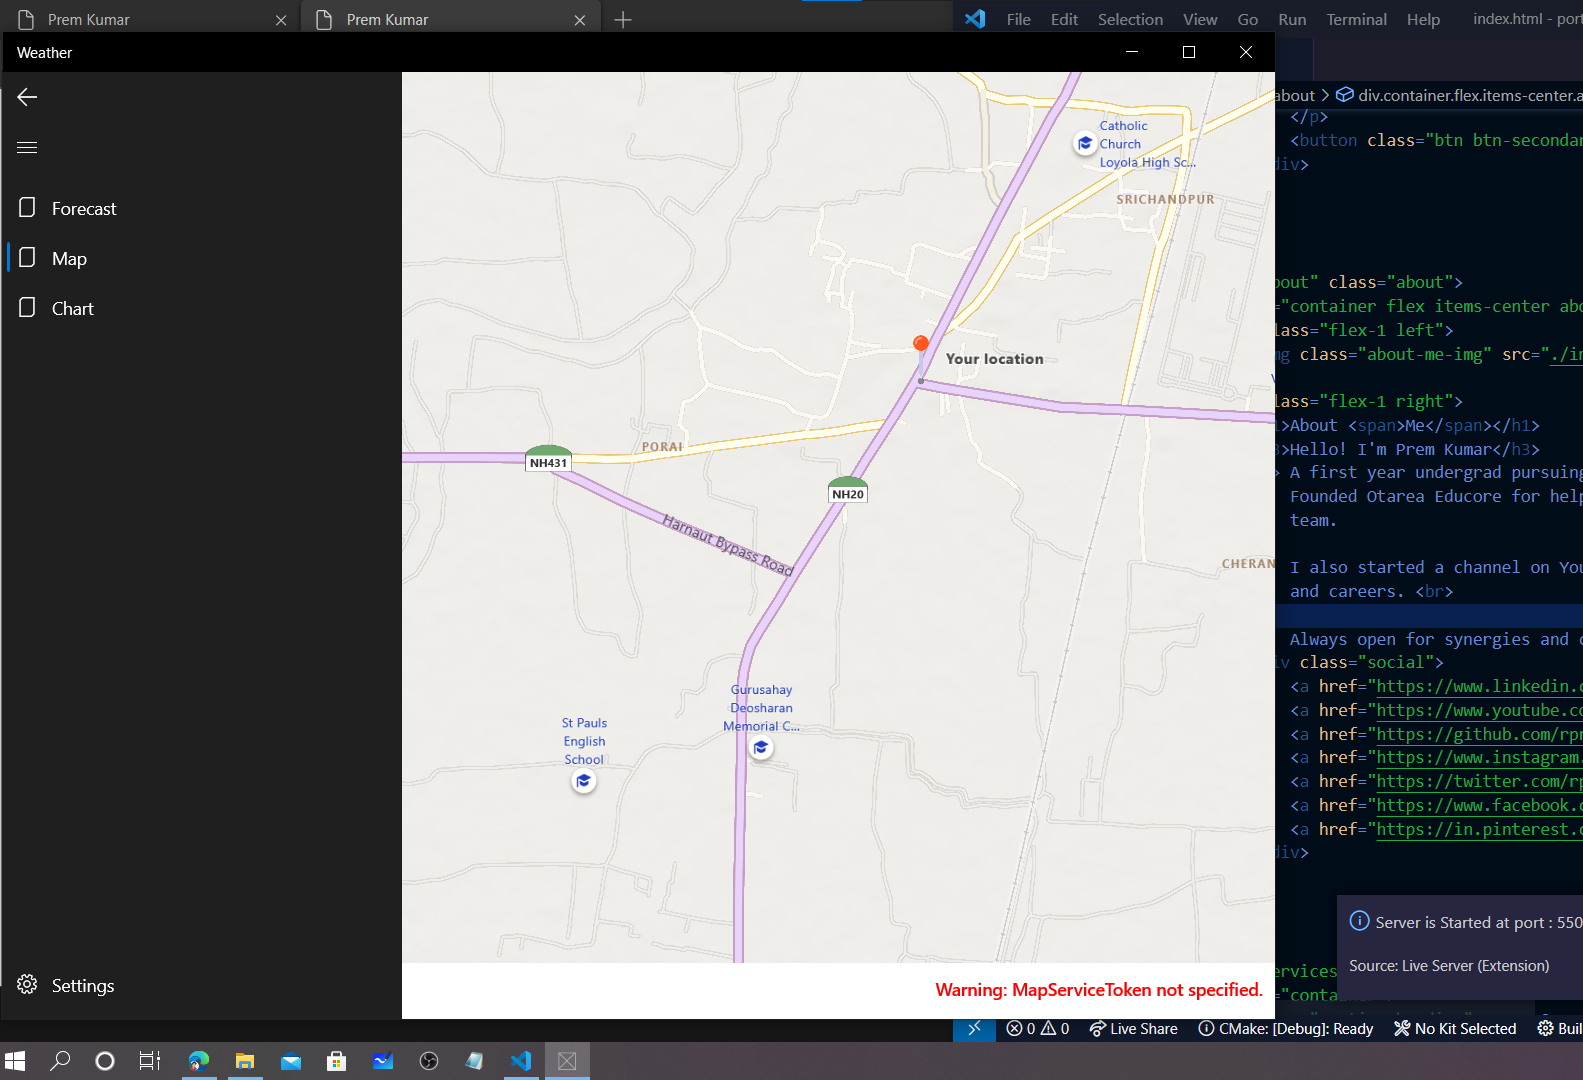 Prem Kumar
Prem Kumar
File Edit Selection View Go Run Terminal Help
index.html - port
Weather
Forecast
Map
Chart
Settings
Catholic
Church
Loyola High Sc...
SRICHANDPUR
Your location
PORAI
NH431
NH20
Harnaut Bypass Road
CHERAN
Gurusahay
Deosharan
Memorial C...
St Pauls
English
School
Warning: MapServiceToken not specified.
about > div.container.flex.items-center.a
</p>
<button class="btn btn-secondar
div>
bout" class="about">
="container flex items-center abo
lass="flex-1 left">
mg class="about-me-img" src="./i
lass="flex-1 right">
1>About <span>Me</span></h1>
3>Hello! I'm Prem Kumar</h3>
> A first year undergrad pursuing
Founded Otarea Educore for help
team.
I also started a channel on You
and careers. <br>
Always open for synergies and c
iv class="social">
<a href="https://www.linkedin.c
<a href="https://www.youtube.co
<a href="https://github.com/rpr
<a href="https://www.instagram.
<a href="https://twitter.com/rp
<a href="https://www.facebook.c
<a href="https://in.pinterest.c
div>
Server is Started at port : 550
Source: Live Server (Extension)
ervices
="contain
0 0 Live Share CMake: [Debug]: Ready No Kit Selected Buil